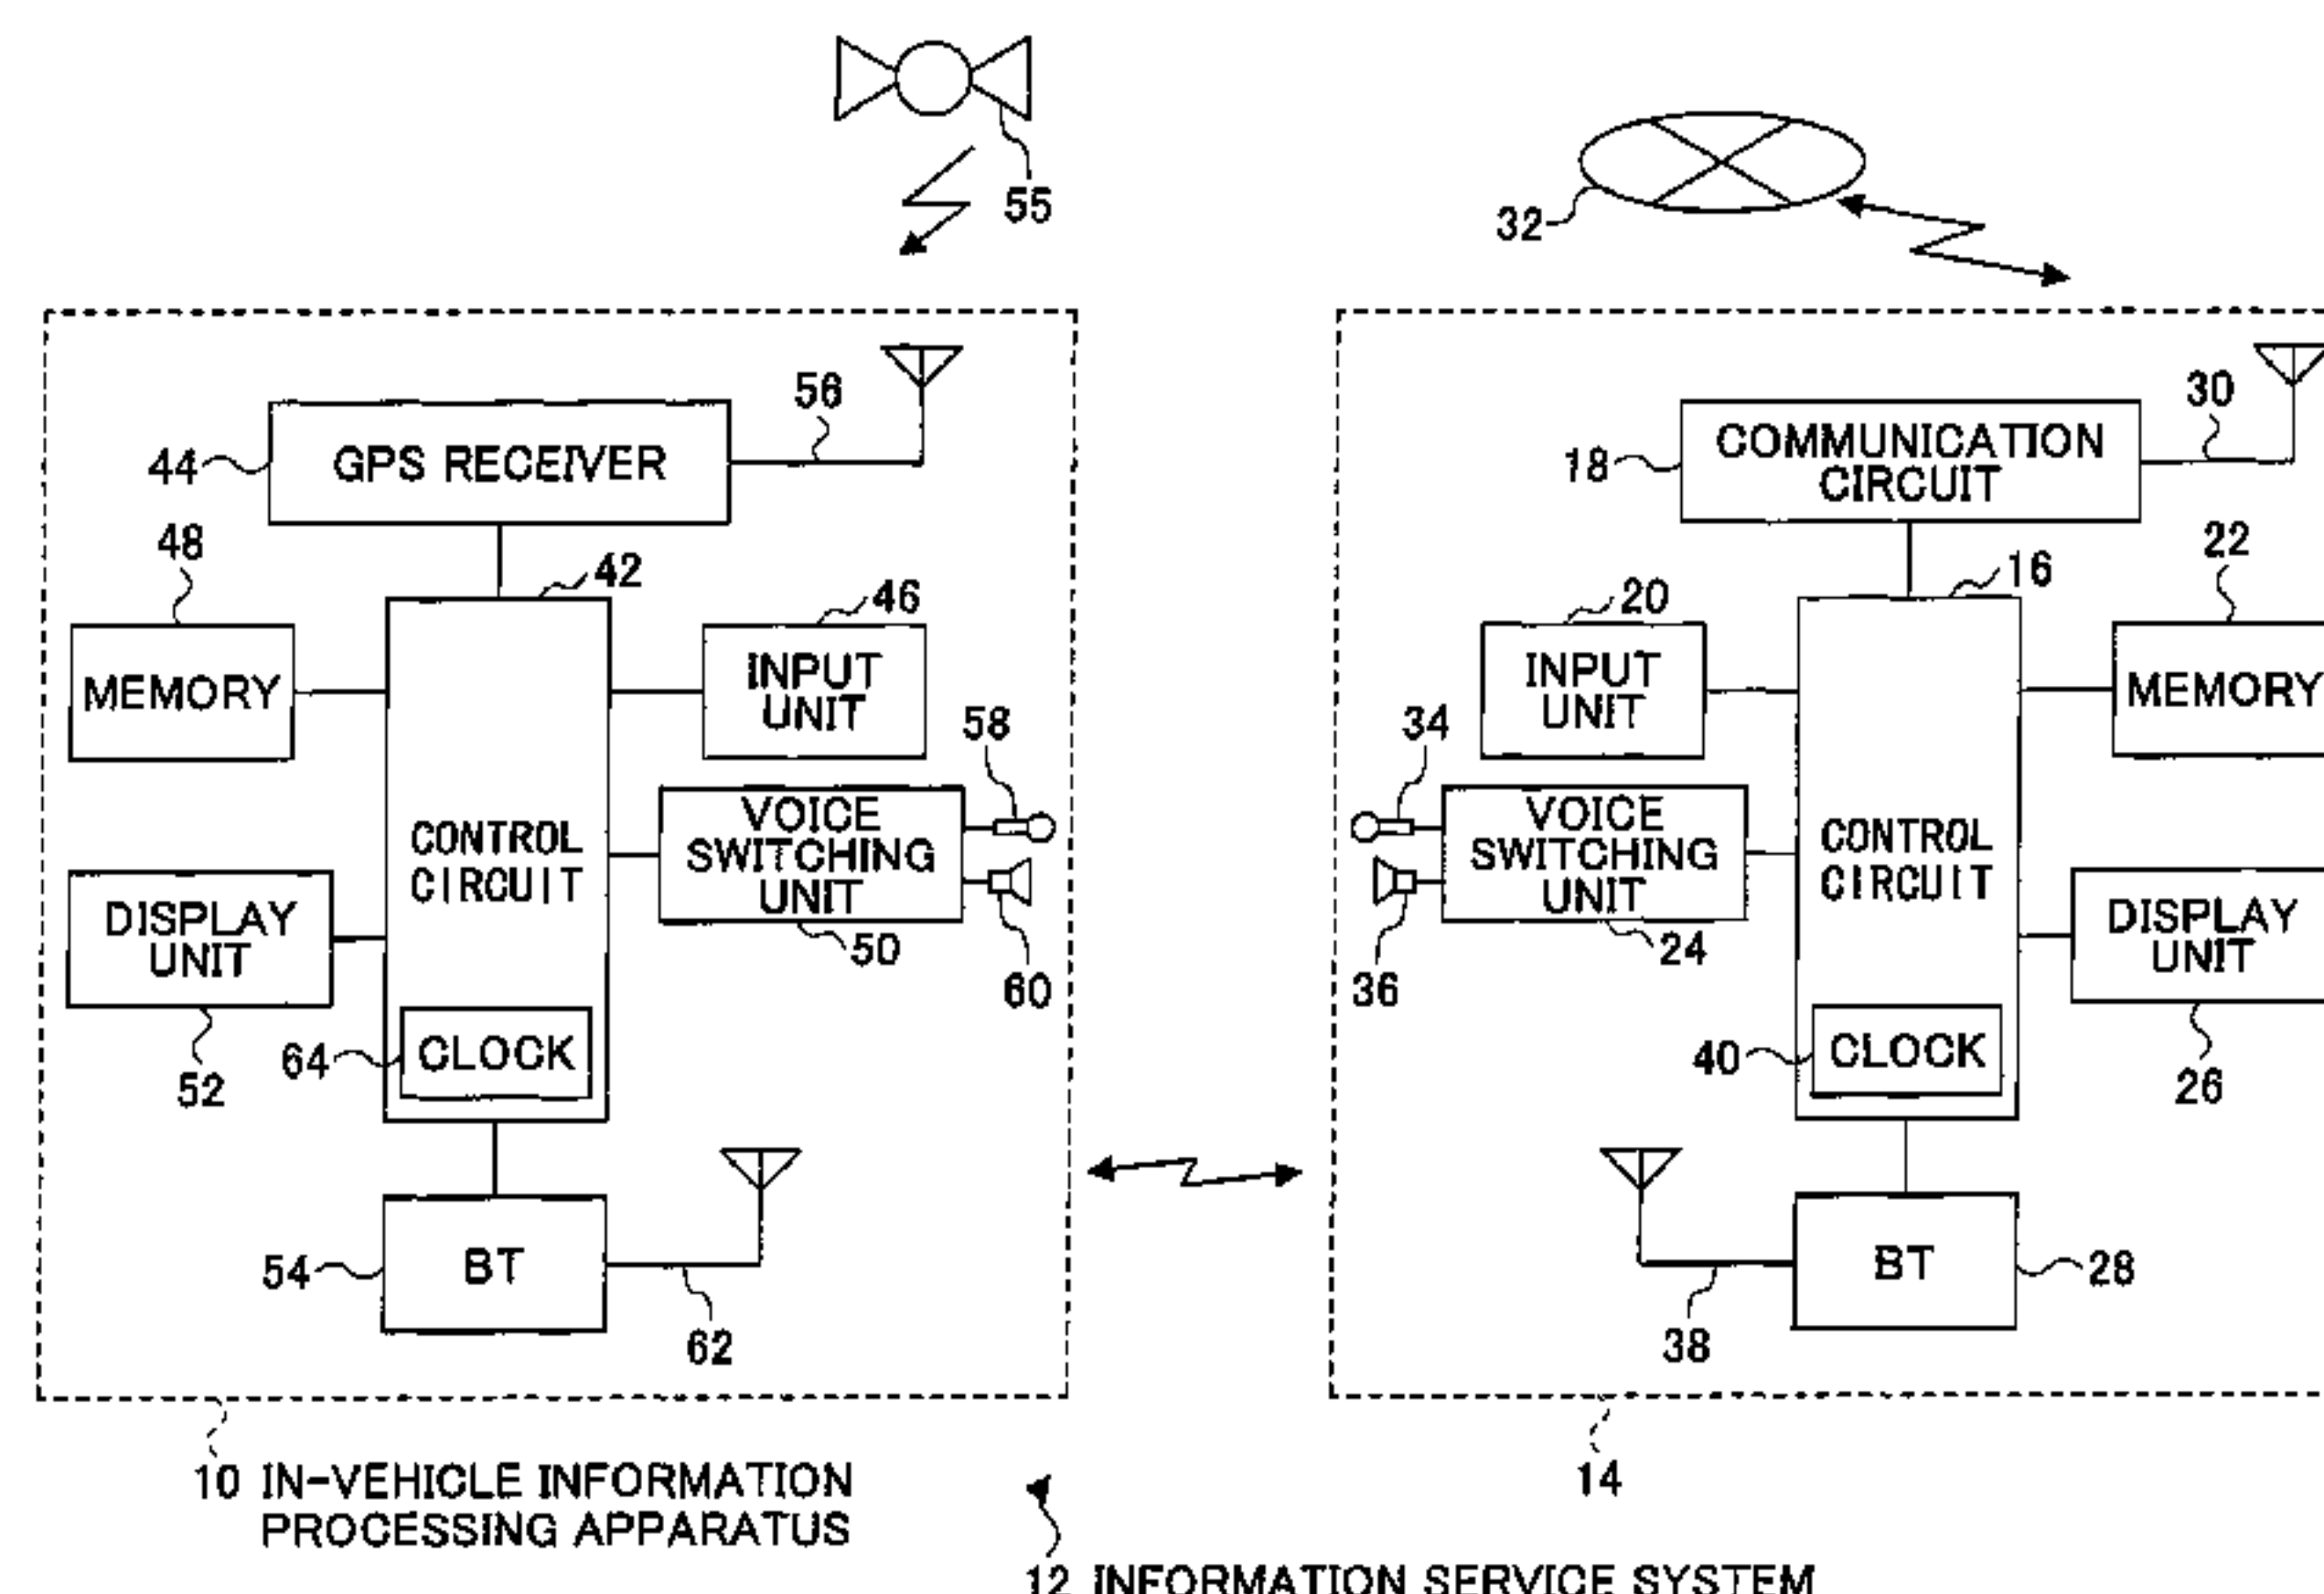 55
32
56
30
44
GPS RECEIVER
18
COMMUNICATION
CIRCUIT
48
42
46
20
16
22
MEMORY
INPUT
UNIT
INPUT
UNIT
MEMORY
58
34
VOICE
SWITCHING
UNIT
VOICE
SWITCHING
UNIT
CONTROL
CIRCUIT
CONTROL
CIRCUIT
DISPLAY
UNIT
DISPLAY
UNIT
50
60
36
24
64
CLOCK
40
CLOCK
52
26
54
BT
BT
28
62
38
10 IN-VEHICLE INFORMATION
PROCESSING APPARATUS
14
12 INFORMATION SERVICE SYSTEM